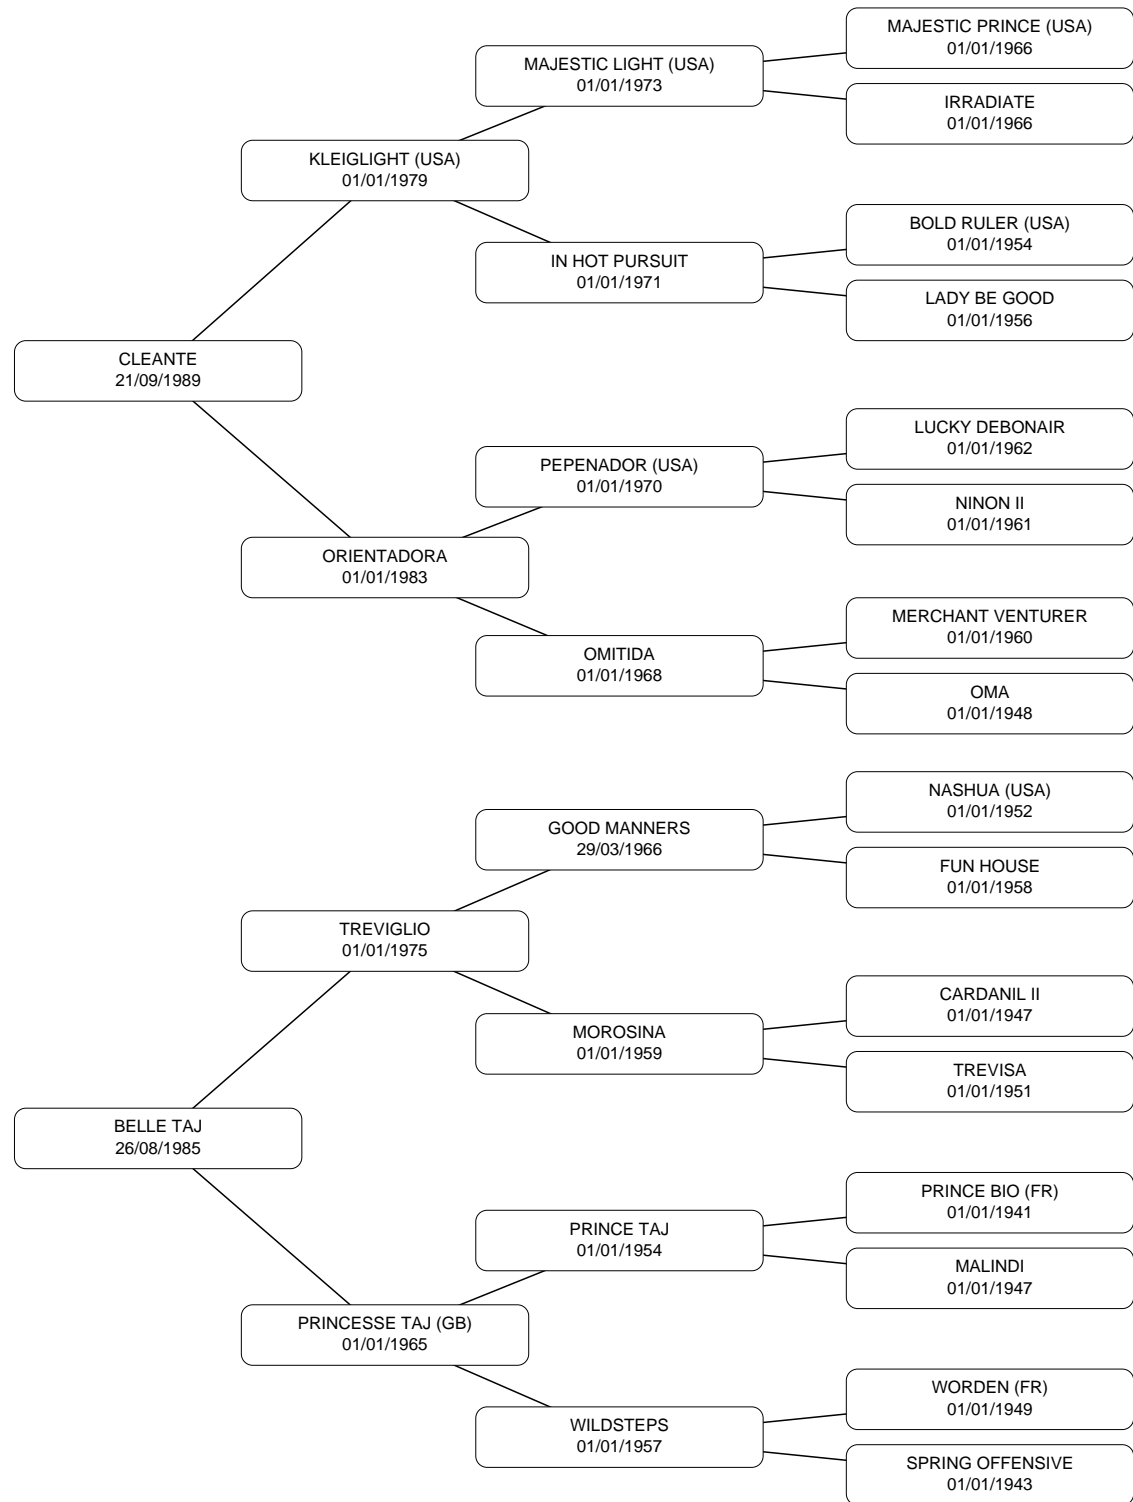 MAJESTIC PRINCE (USA)
01/01/1966
MAJESTIC LIGHT (USA)
01/01/1973
IRRADIATE
01/01/1966
KLEIGLIGHT (USA)
01/01/1979
BOLD RULER (USA)
01/01/1954
IN HOT PURSUIT
01/01/1971
LADY BE GOOD
01/01/1956
CLEANTE
21/09/1989
LUCKY DEBONAIR
01/01/1962
PEPENADOR (USA)
01/01/1970
NINON II
01/01/1961
ORIENTADORA
01/01/1983
MERCHANT VENTURER
01/01/1960
OMITIDA
01/01/1968
OMA
01/01/1948
NASHUA (USA)
01/01/1952
GOOD MANNERS
29/03/1966
FUN HOUSE
01/01/1958
TREVIGLIO
01/01/1975
CARDANIL II
01/01/1947
MOROSINA
01/01/1959
TREVISA
01/01/1951
BELLE TAJ
26/08/1985
PRINCE BIO (FR)
01/01/1941
PRINCE TAJ
01/01/1954
MALINDI
01/01/1947
PRINCESSE TAJ (GB)
01/01/1965
WORDEN (FR)
01/01/1949
WILDSTEPS
01/01/1957
SPRING OFFENSIVE
01/01/1943